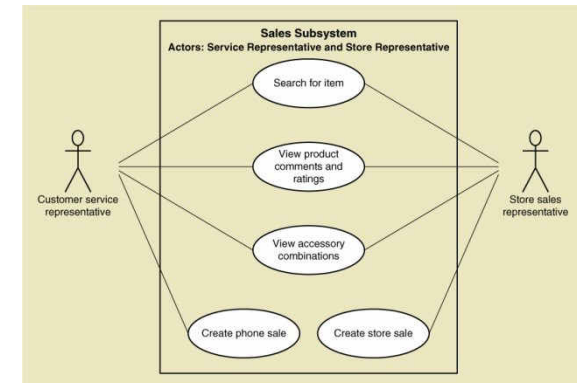 Sales Subsystem
Actors: Service Representative and Store Representative
Search for item
View product
comments and
ratings
Customer service
representative
Store sales
representative
View accessory
combinations
Create phone sale
Create store sale